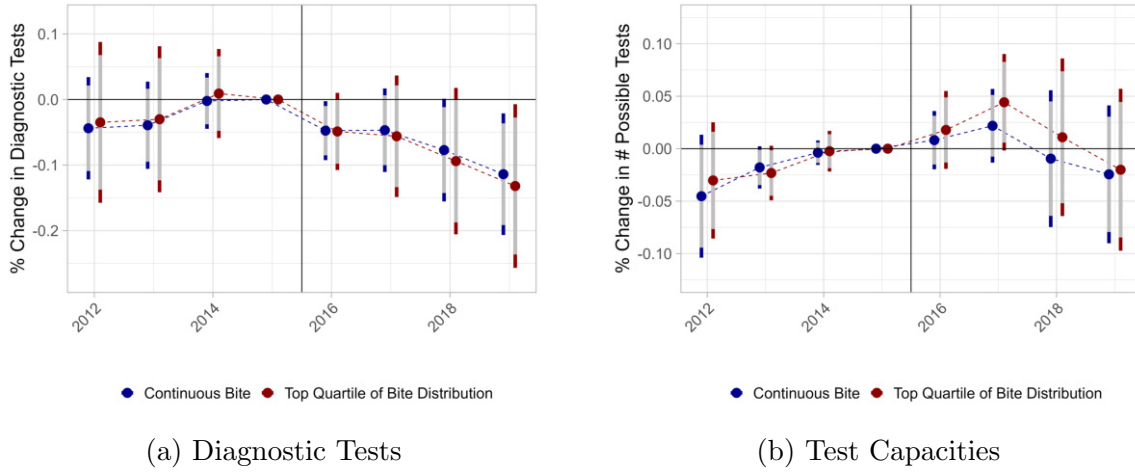 % Change in Diagnostic Tests
0.1
0.0
-0.1
-0.2
2012
2014
2016
2018
Continuous Bite
Top Quartile of Bite Distribution
(a) Diagnostic Tests
% Change in # Possible Tests
0.10
0.05
0.00
-0.05
-0.10
2012
2014
2016
2018
Continuous Bite
Top Quartile of Bite Distribution
(b) Test Capacities